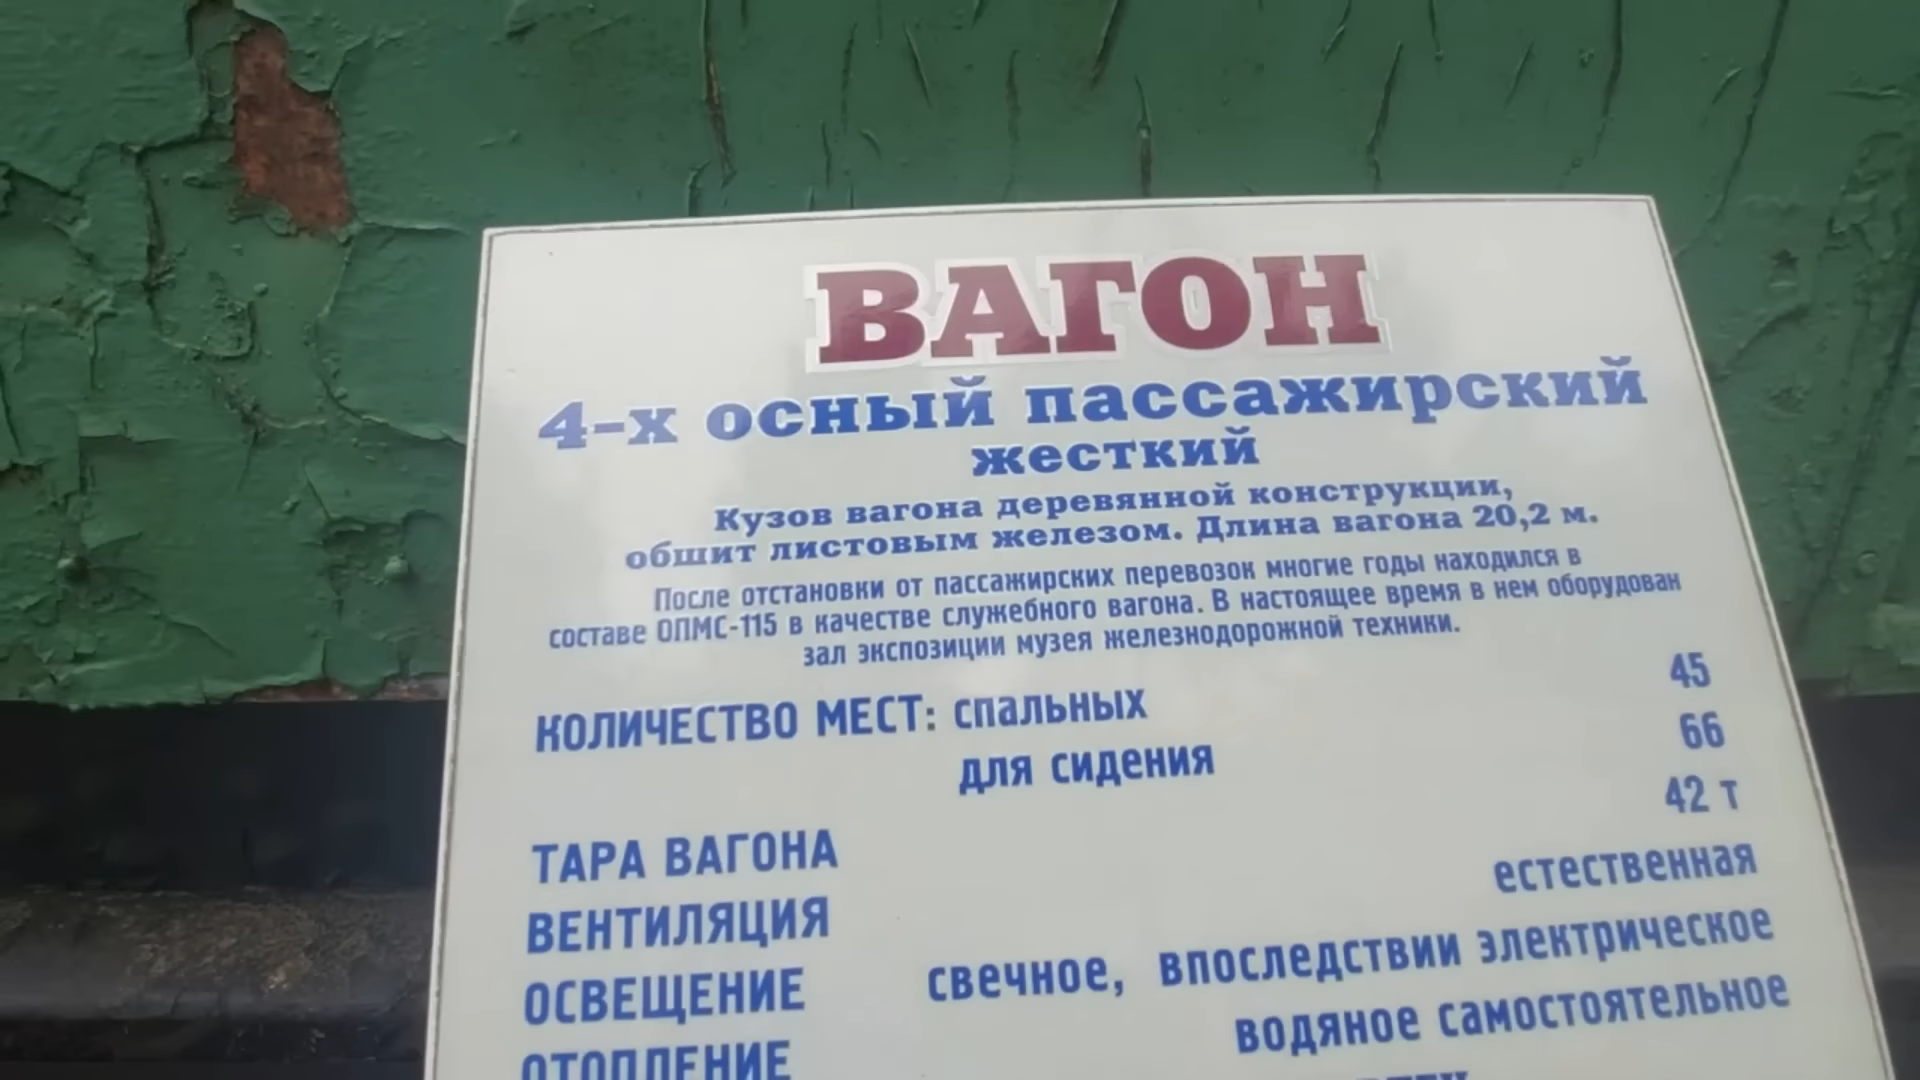 ВАГОН
4-х осный пассажирский
жесткий
Кузов вагона деревянной конструкции,
обшит листовым железом. Длина вагона 20,2 м.
После отстановки от пассажирских перевозок многие годы находился в
составе ОПМС-115 в качестве служебного вагона. В настоящее время в нем оборудован
зал экспозиции музея железнодорожной техники.
КОЛИЧЕСТВО МЕСТ: спальных 45
для сидения 66
ТАРА ВАГОНА 42 т
ВЕНТИЛЯЦИЯ естественная
ОСВЕЩЕНИЕ свечное, впоследствии электрическое
ОТОПЛЕНИЕ водяное самостоятельное